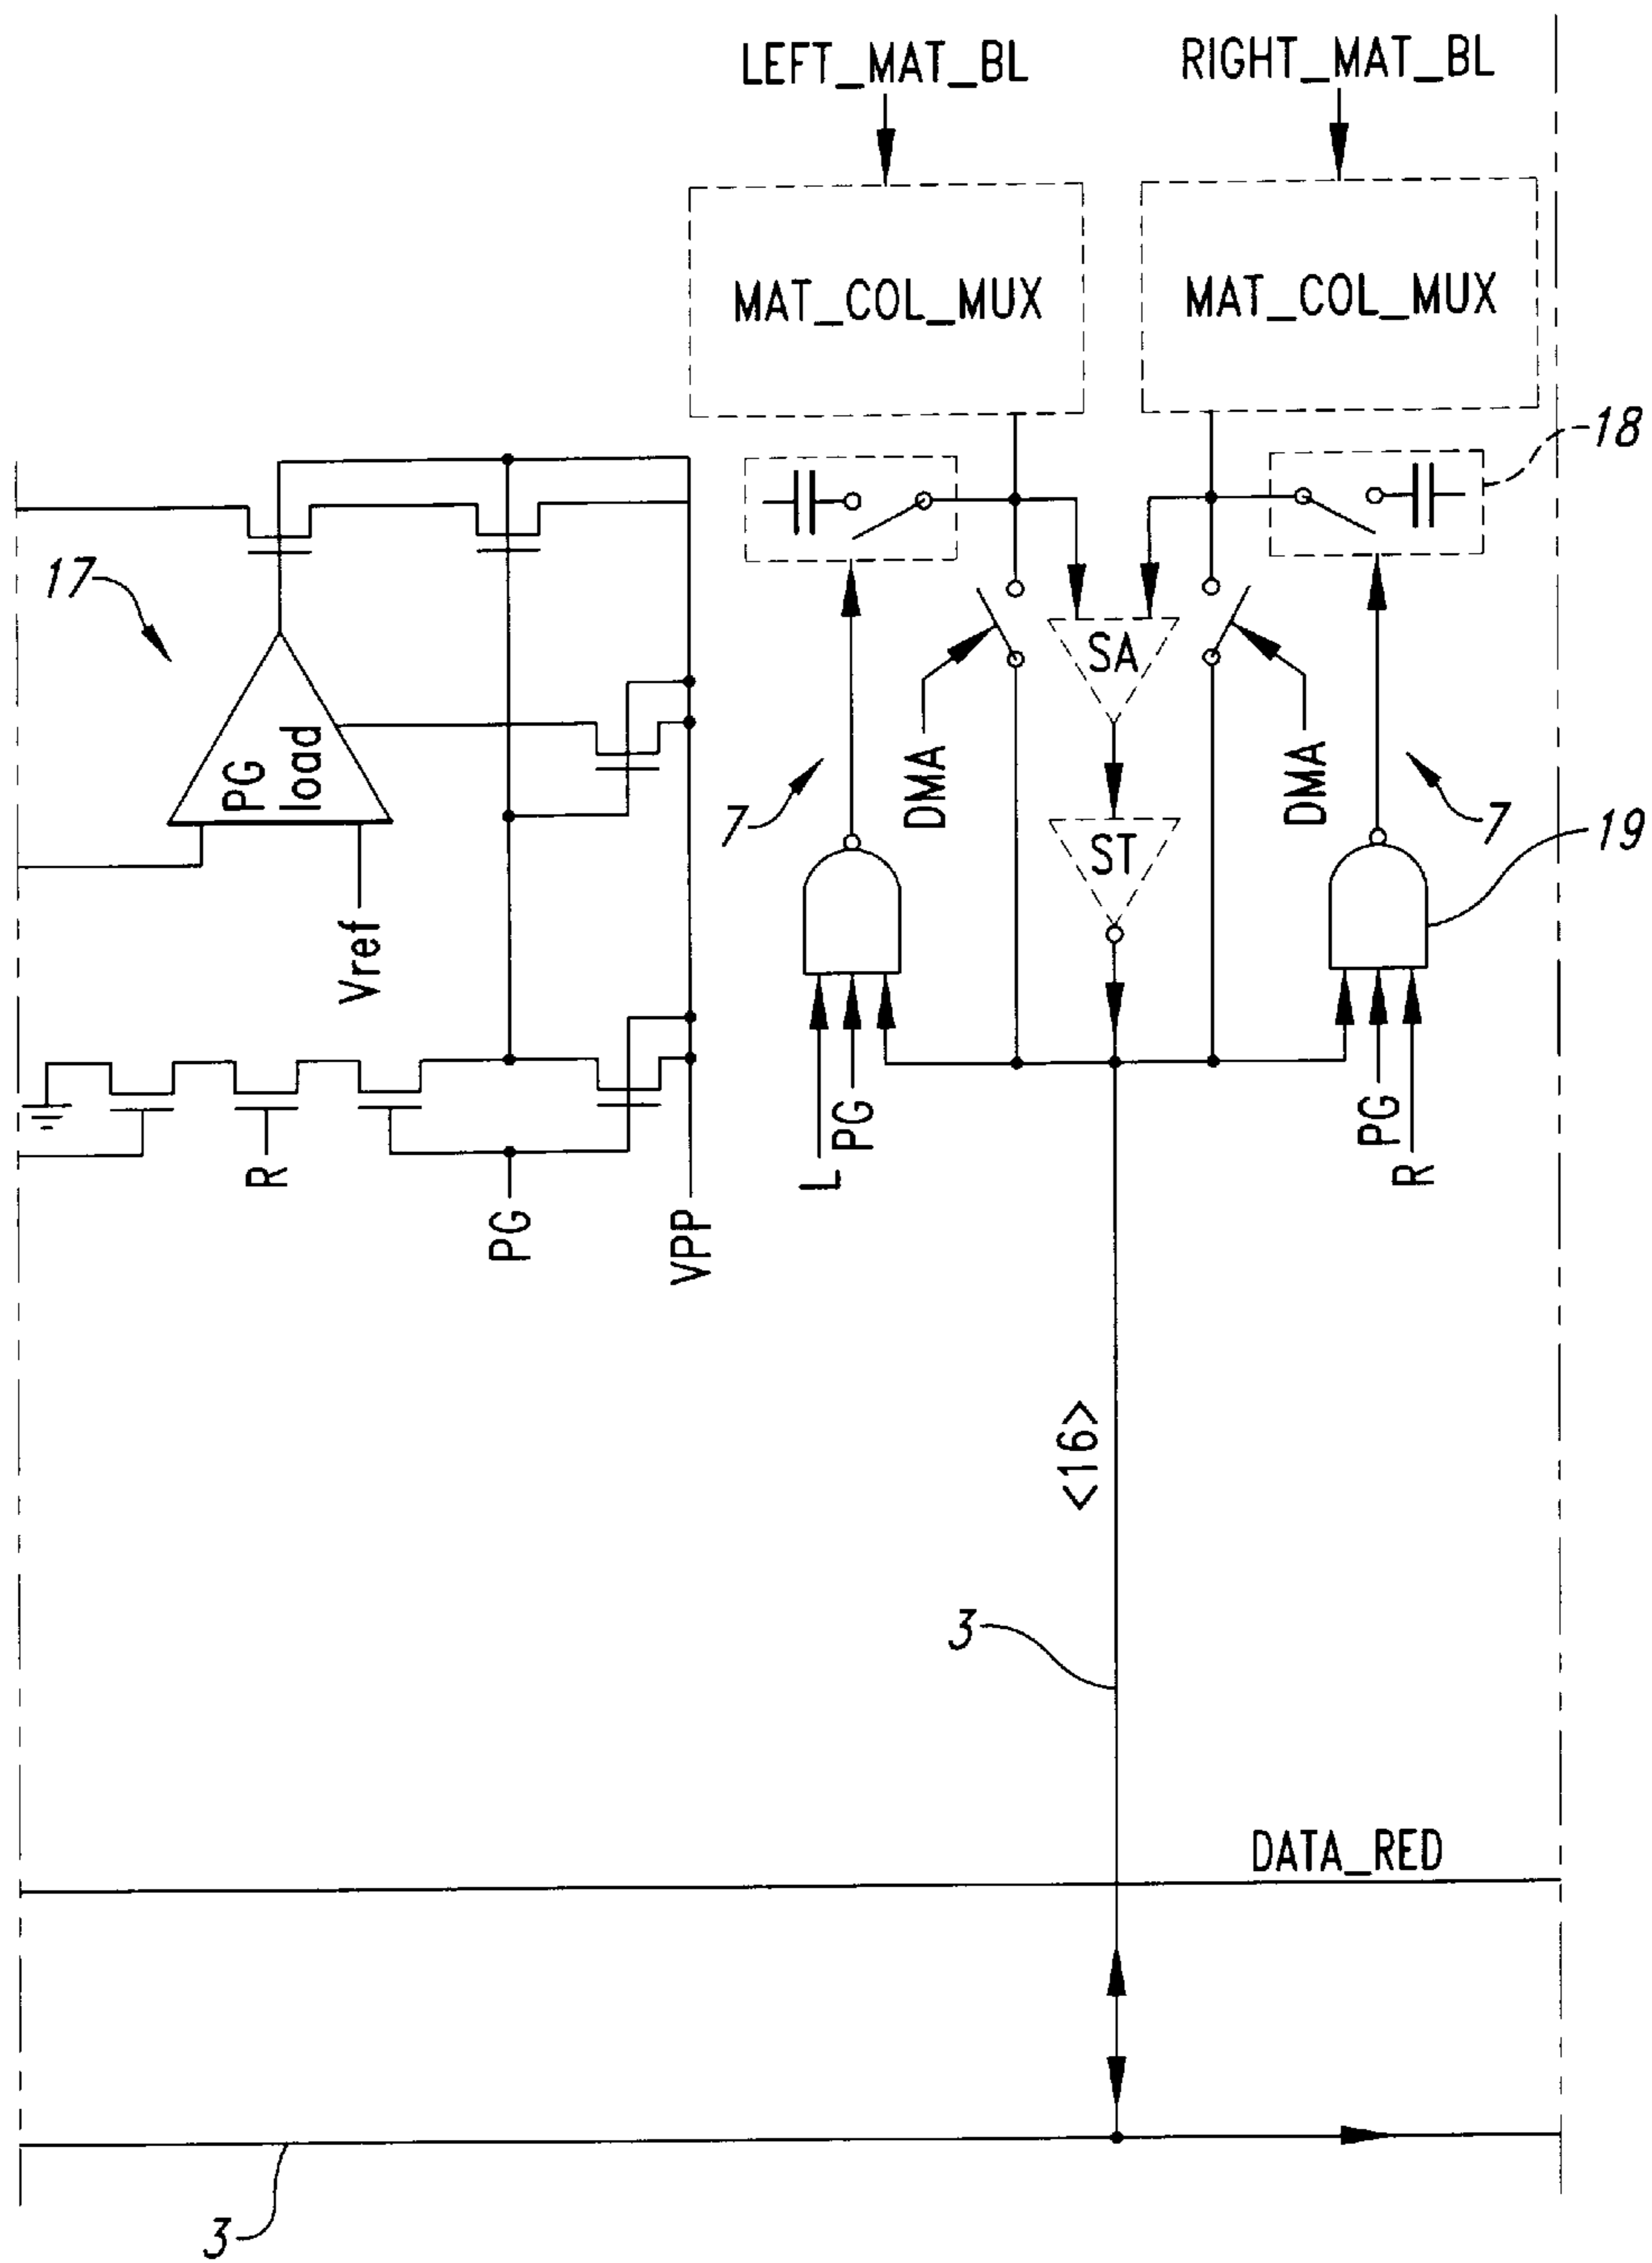 LEFT_MAT_BL
RIGHT_MAT_BL
MAT_COL_MUX
MAT_COL_MUX
18
17
PG
load
SA
DMA
DMA
7
7
ST
19
Vref
R
PG
VPP
L
PG
PG
R
<16>
3
DATA_RED
3